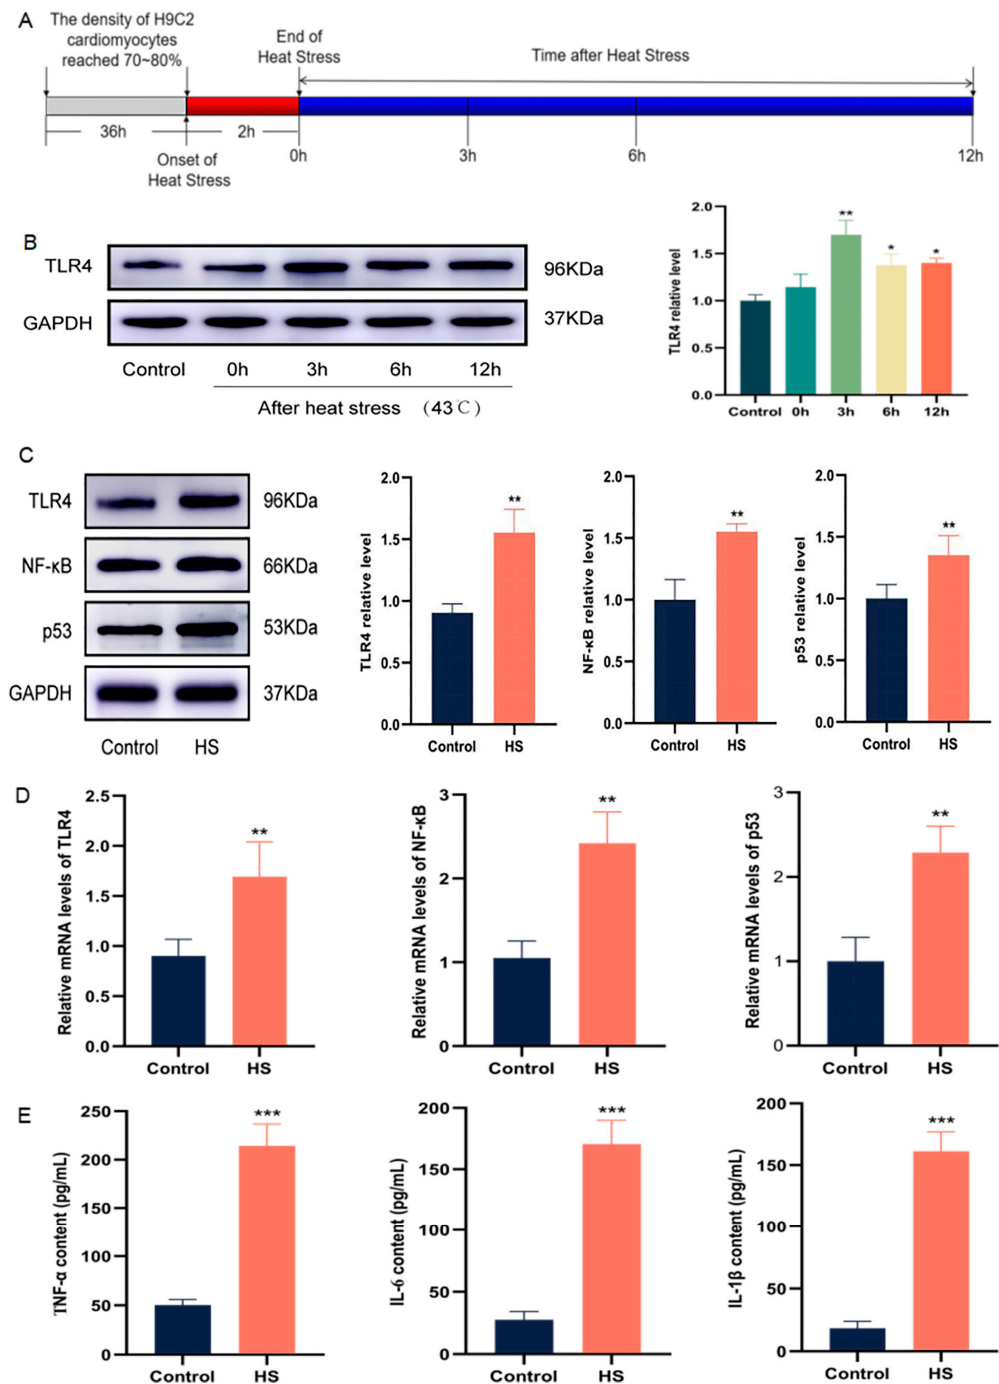 A
The density of H9C2
cardiomyocytes
reached 70~80%
End of
Heat Stress
Time after Heat Stress
36h
2h
Onset of
Heat Stress
0h
3h
6h
12h
B
TLR4
96KDa
GAPDH
37KDa
Control 0h 3h 6h 12h
After heat stress （43℃）
TLR4 relative level
2.0
1.5
1.0
0.5
0.0
**
*
*
Control 0h 3h 6h 12h
C
TLR4
96KDa
NF-κB
66KDa
p53
53KDa
GAPDH
37KDa
Control HS
TLR4 relative level
2.0
1.5
1.0
0.5
0.0
**
Control HS
NF-κB relative level
2.0
1.5
1.0
0.5
0.0
**
Control HS
p53 relative level
2.0
1.5
1.0
0.5
0.0
**
Control HS
D
Relative mRNA levels of TLR4
2.5
2.0
1.5
1.0
0.5
0.0
**
Control HS
Relative mRNA levels of NF-κB
3
2
1
0
**
Control HS
Relative mRNA levels of p53
3
2
1
0
**
Control HS
E
TNF-α content (pg/mL)
250
200
150
100
50
0
***
Control HS
IL-6 content (pg/mL)
200
150
100
50
0
***
Control HS
IL-1β content (pg/mL)
200
150
100
50
0
***
Control HS